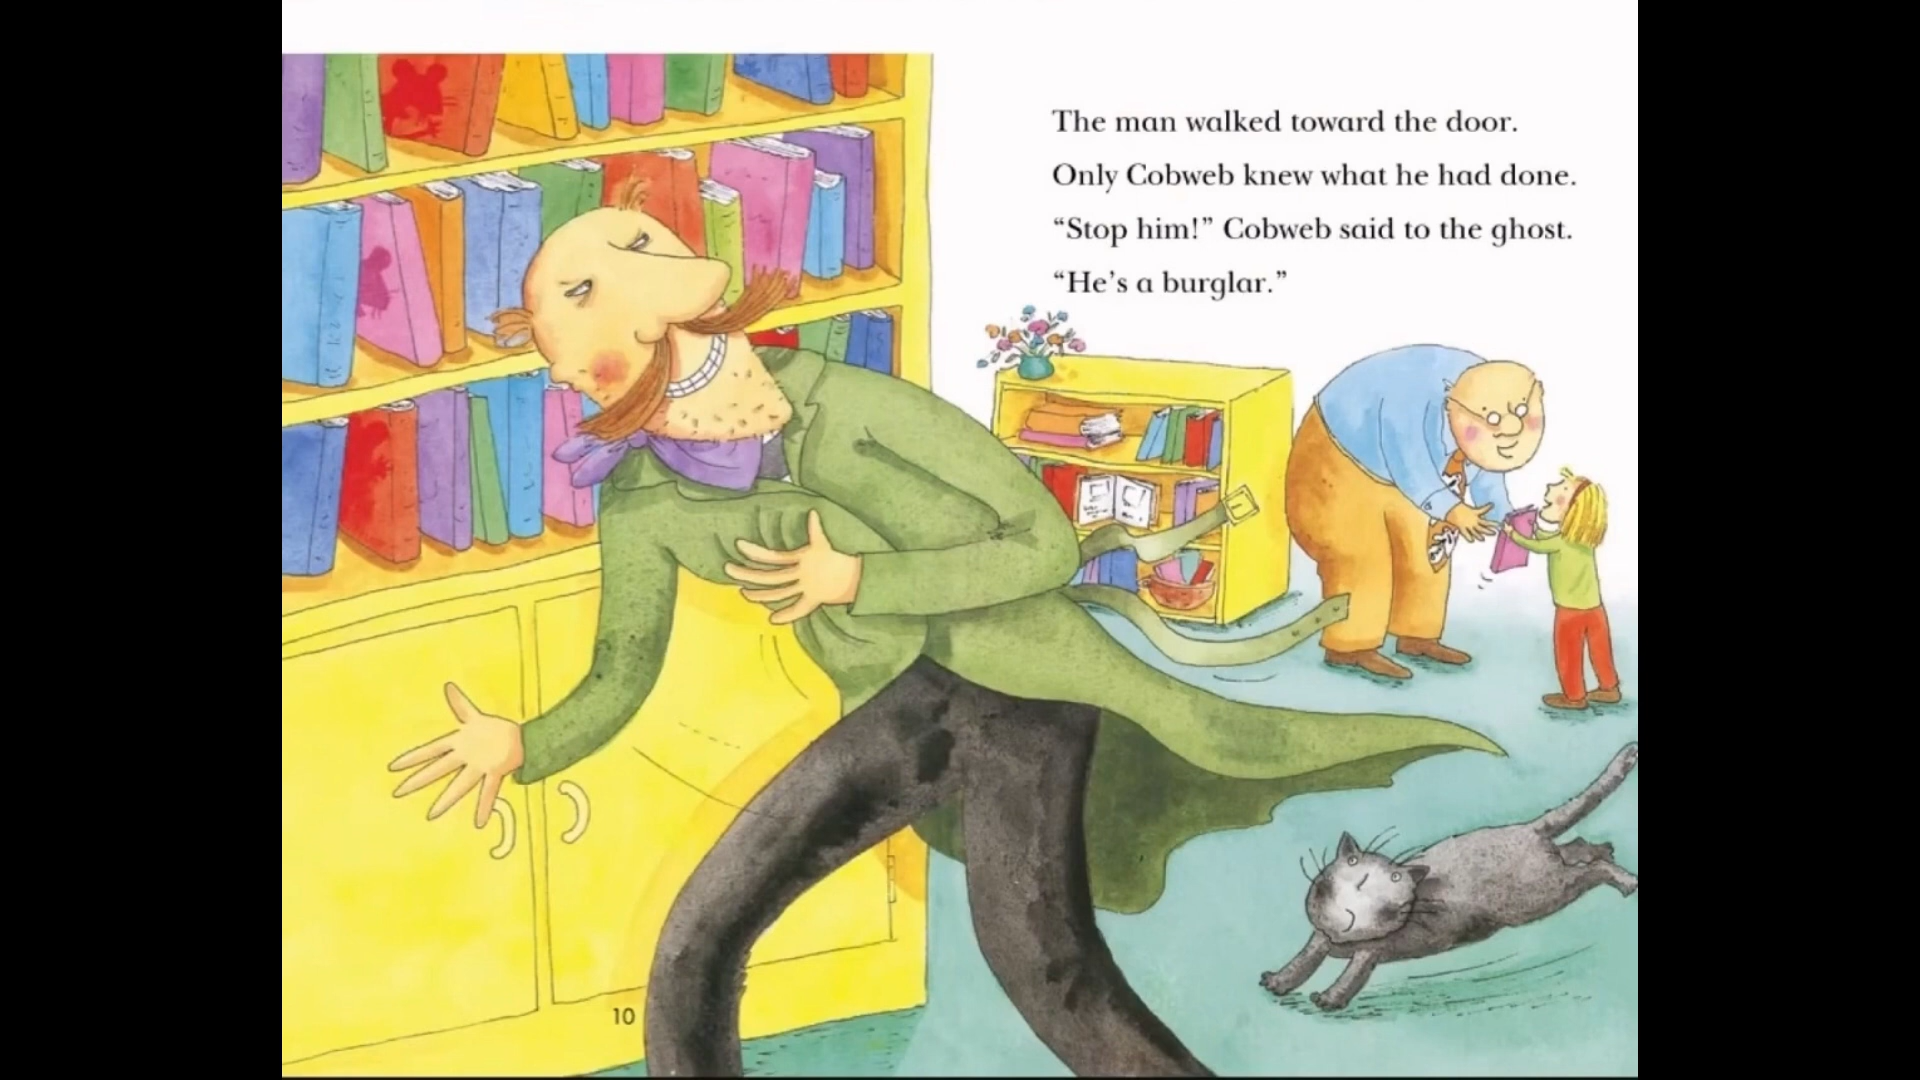 The man walked toward the door.
Only Cobweb knew what he had done.
“Stop him!” Cobweb said to the ghost.
“He’s a burglar.”
10